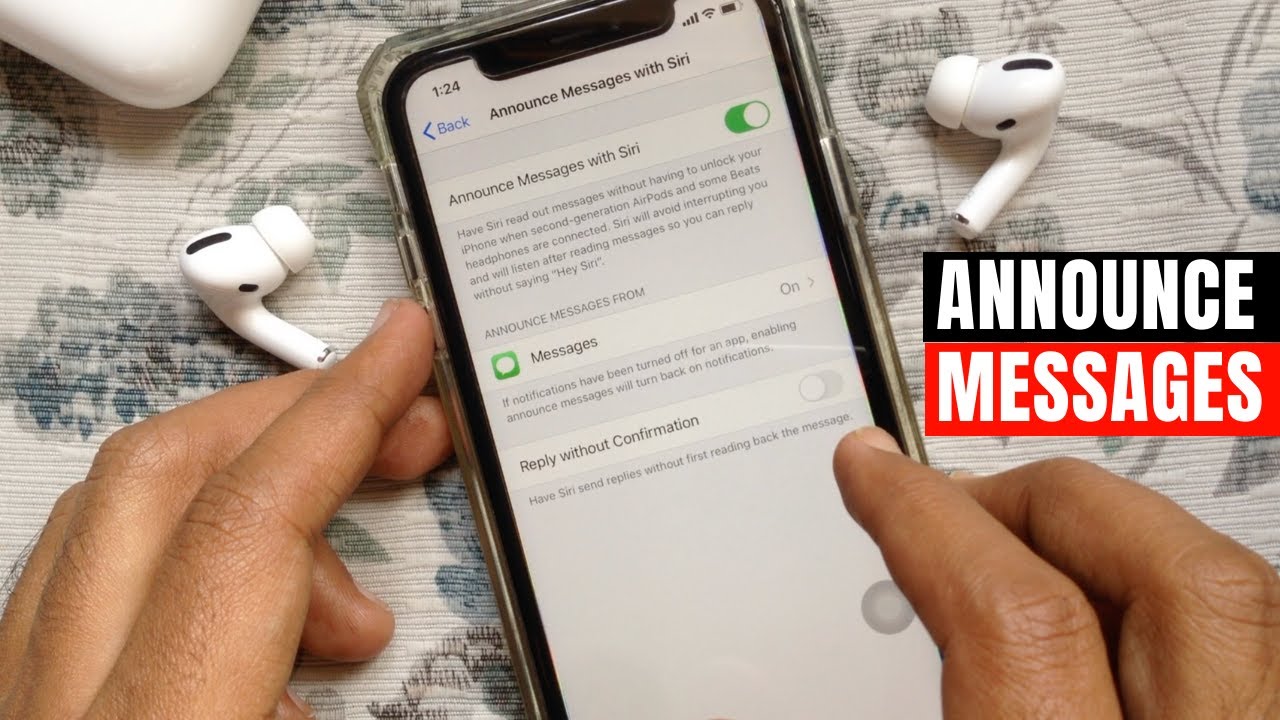 1:24
Back
Announce Messages with Siri
Announce Messages with Siri
Have Siri read out messages without having to unlock your
iPhone when second-generation AirPods and some Beats
headphones are connected. Siri will avoid interrupting you
and will listen after reading messages so you can reply
without saying “Hey Siri”.
ANNOUNCE MESSAGES FROM
Messages On
If notifications have been turned off for an app, enabling
announce messages will turn back on notifications.
Reply without Confirmation
Have Siri send replies without first reading back the message.
ANNOUNCE
MESSAGES